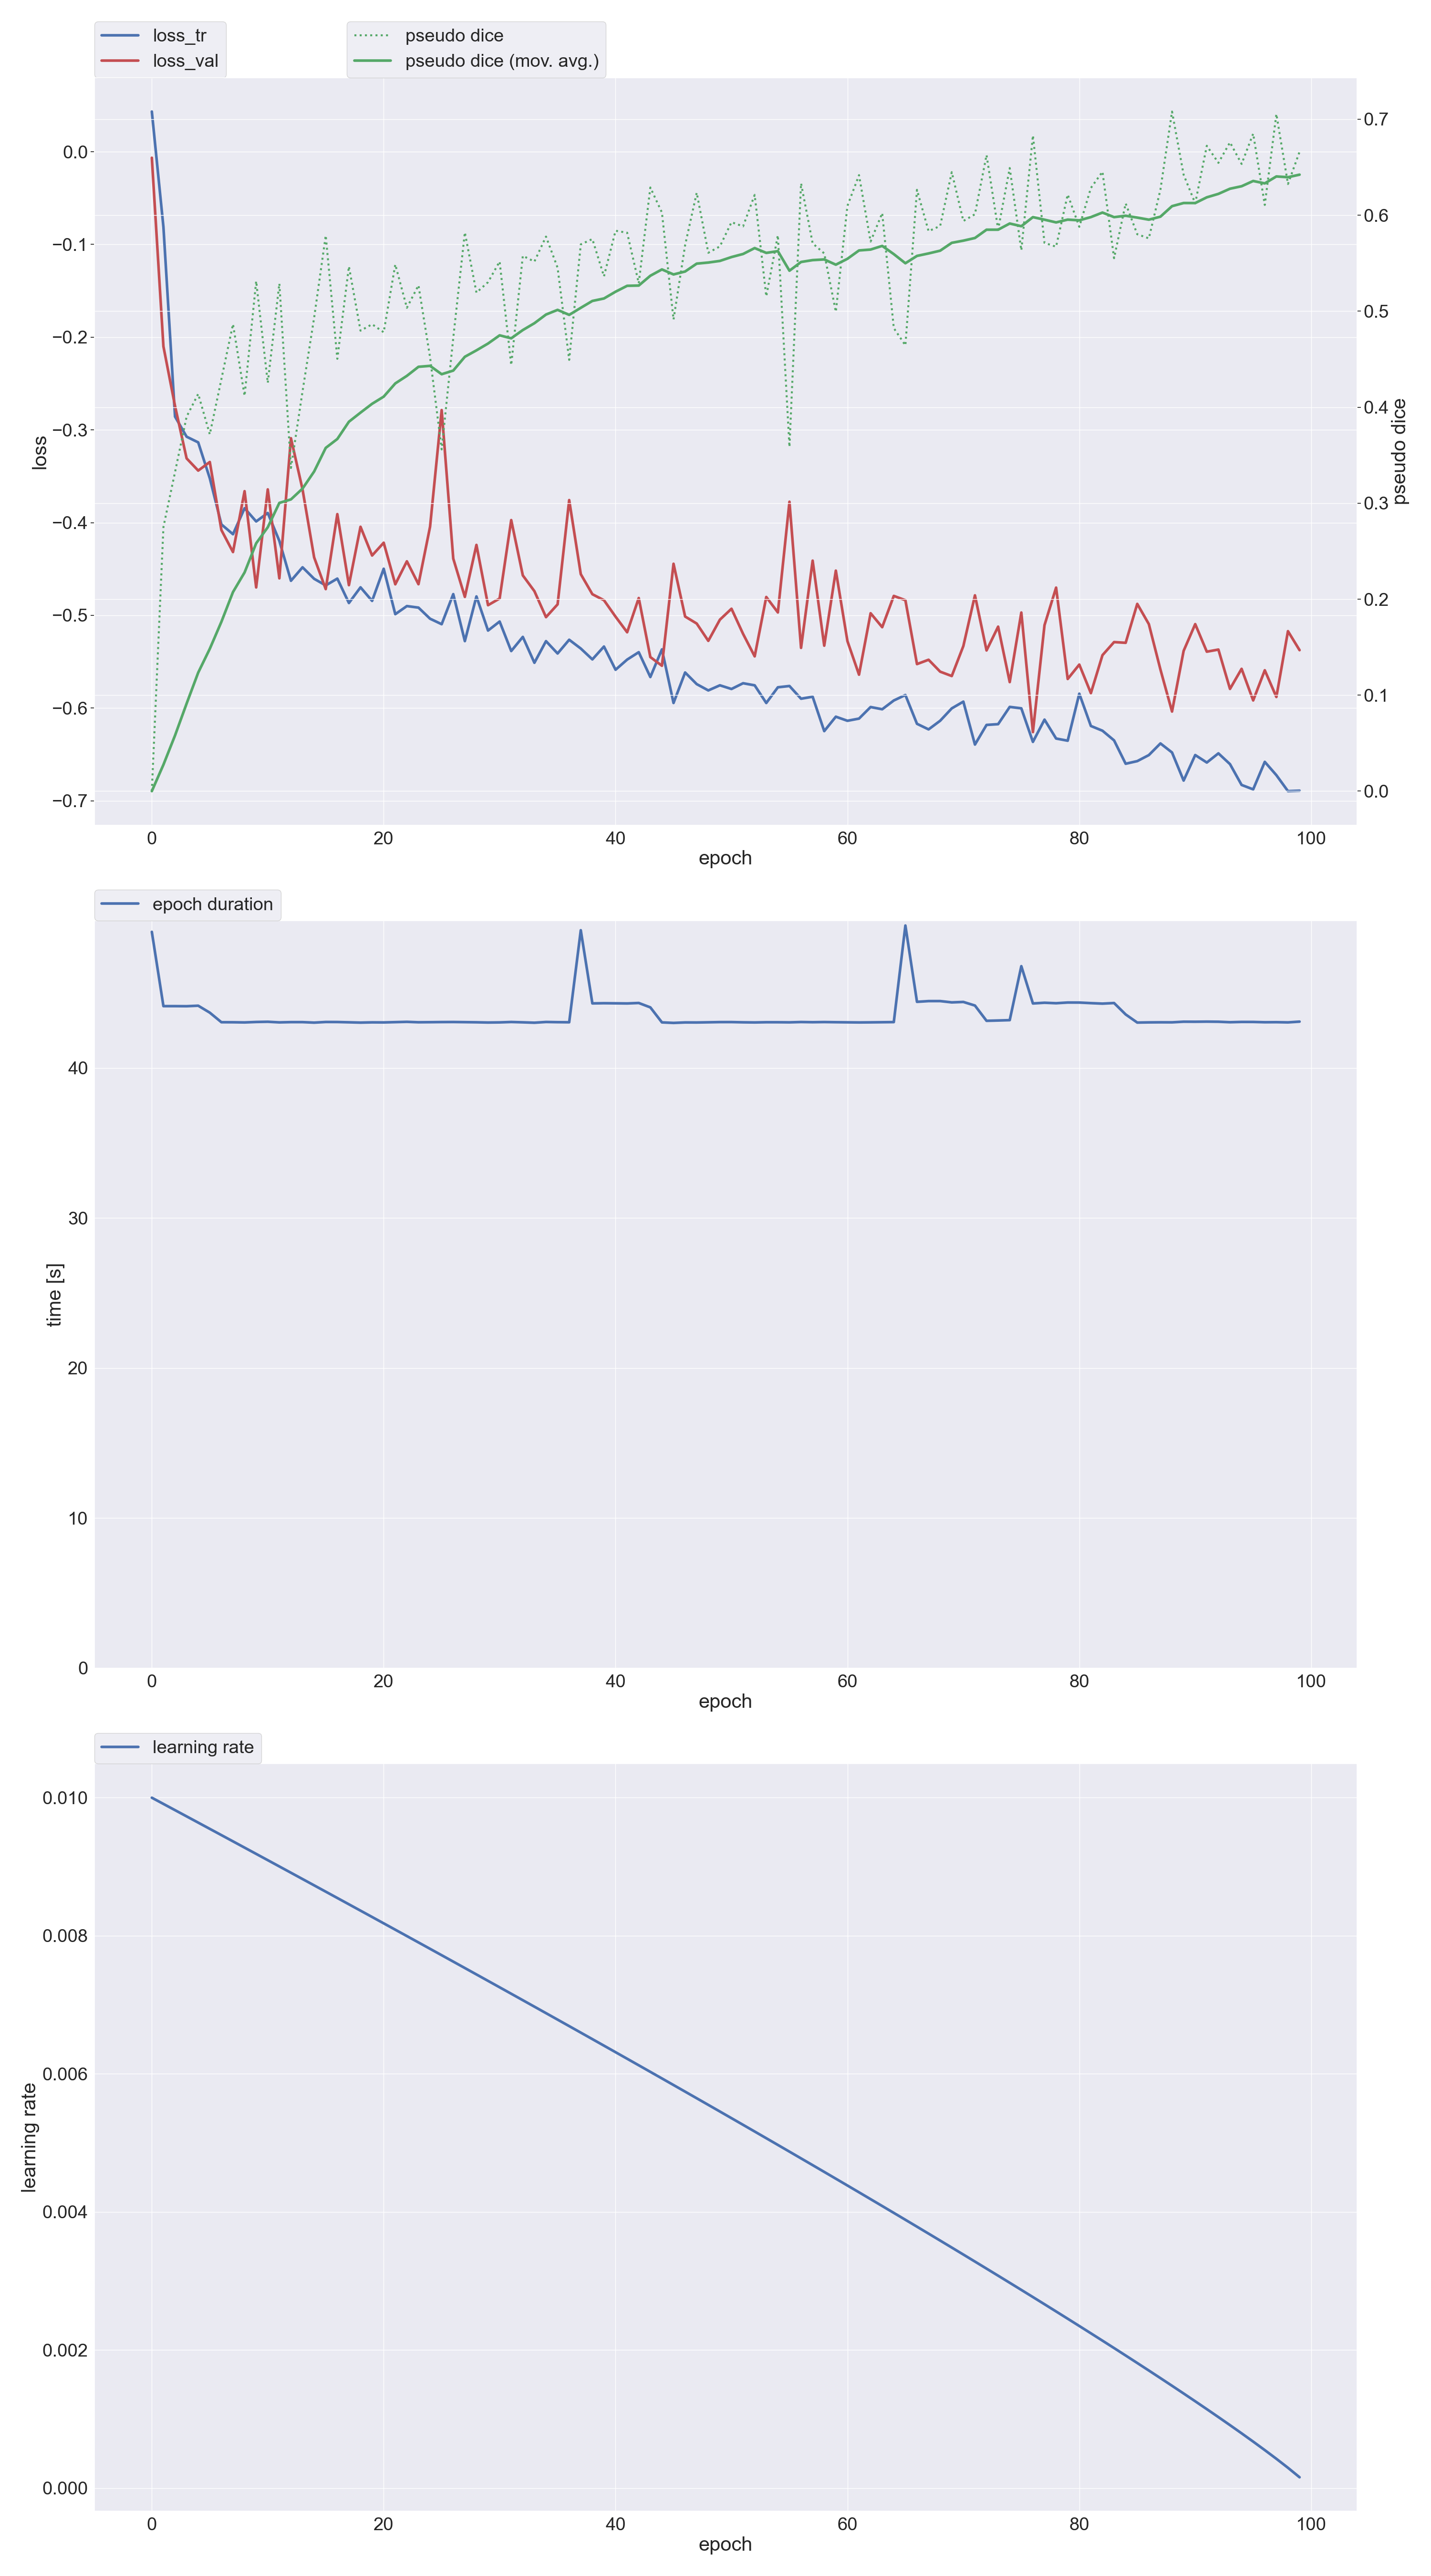 loss_tr
loss_val
pseudo dice
pseudo dice (mov. avg.)
0.0
−0.1
−0.2
−0.3
−0.4
−0.5
−0.6
−0.7
loss
0.7
0.6
0.5
0.4
0.3
0.2
0.1
0.0
pseudo dice
0 20 40 60 80 100
epoch
epoch duration
40
30
20
10
0
time [s]
0 20 40 60 80 100
epoch
learning rate
0.010
0.008
0.006
0.004
0.002
0.000
learning rate
0 20 40 60 80 100
epoch